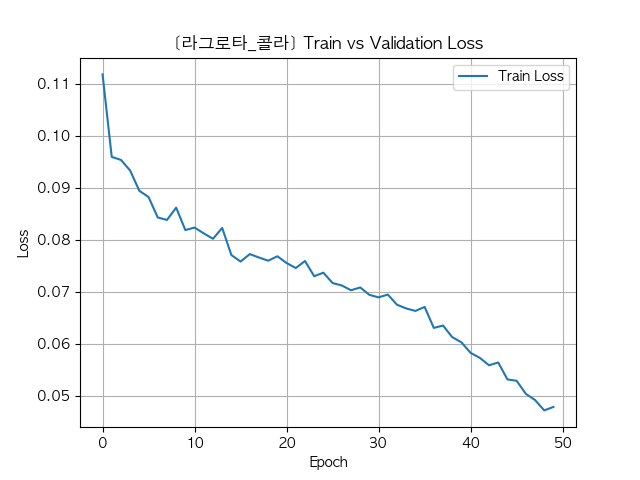 [라그로타_콜라] Train vs Validation Loss
Train Loss
0.11
0.10
0.09
0.08
0.07
0.06
0.05
Loss
0 10 20 30 40 50
Epoch